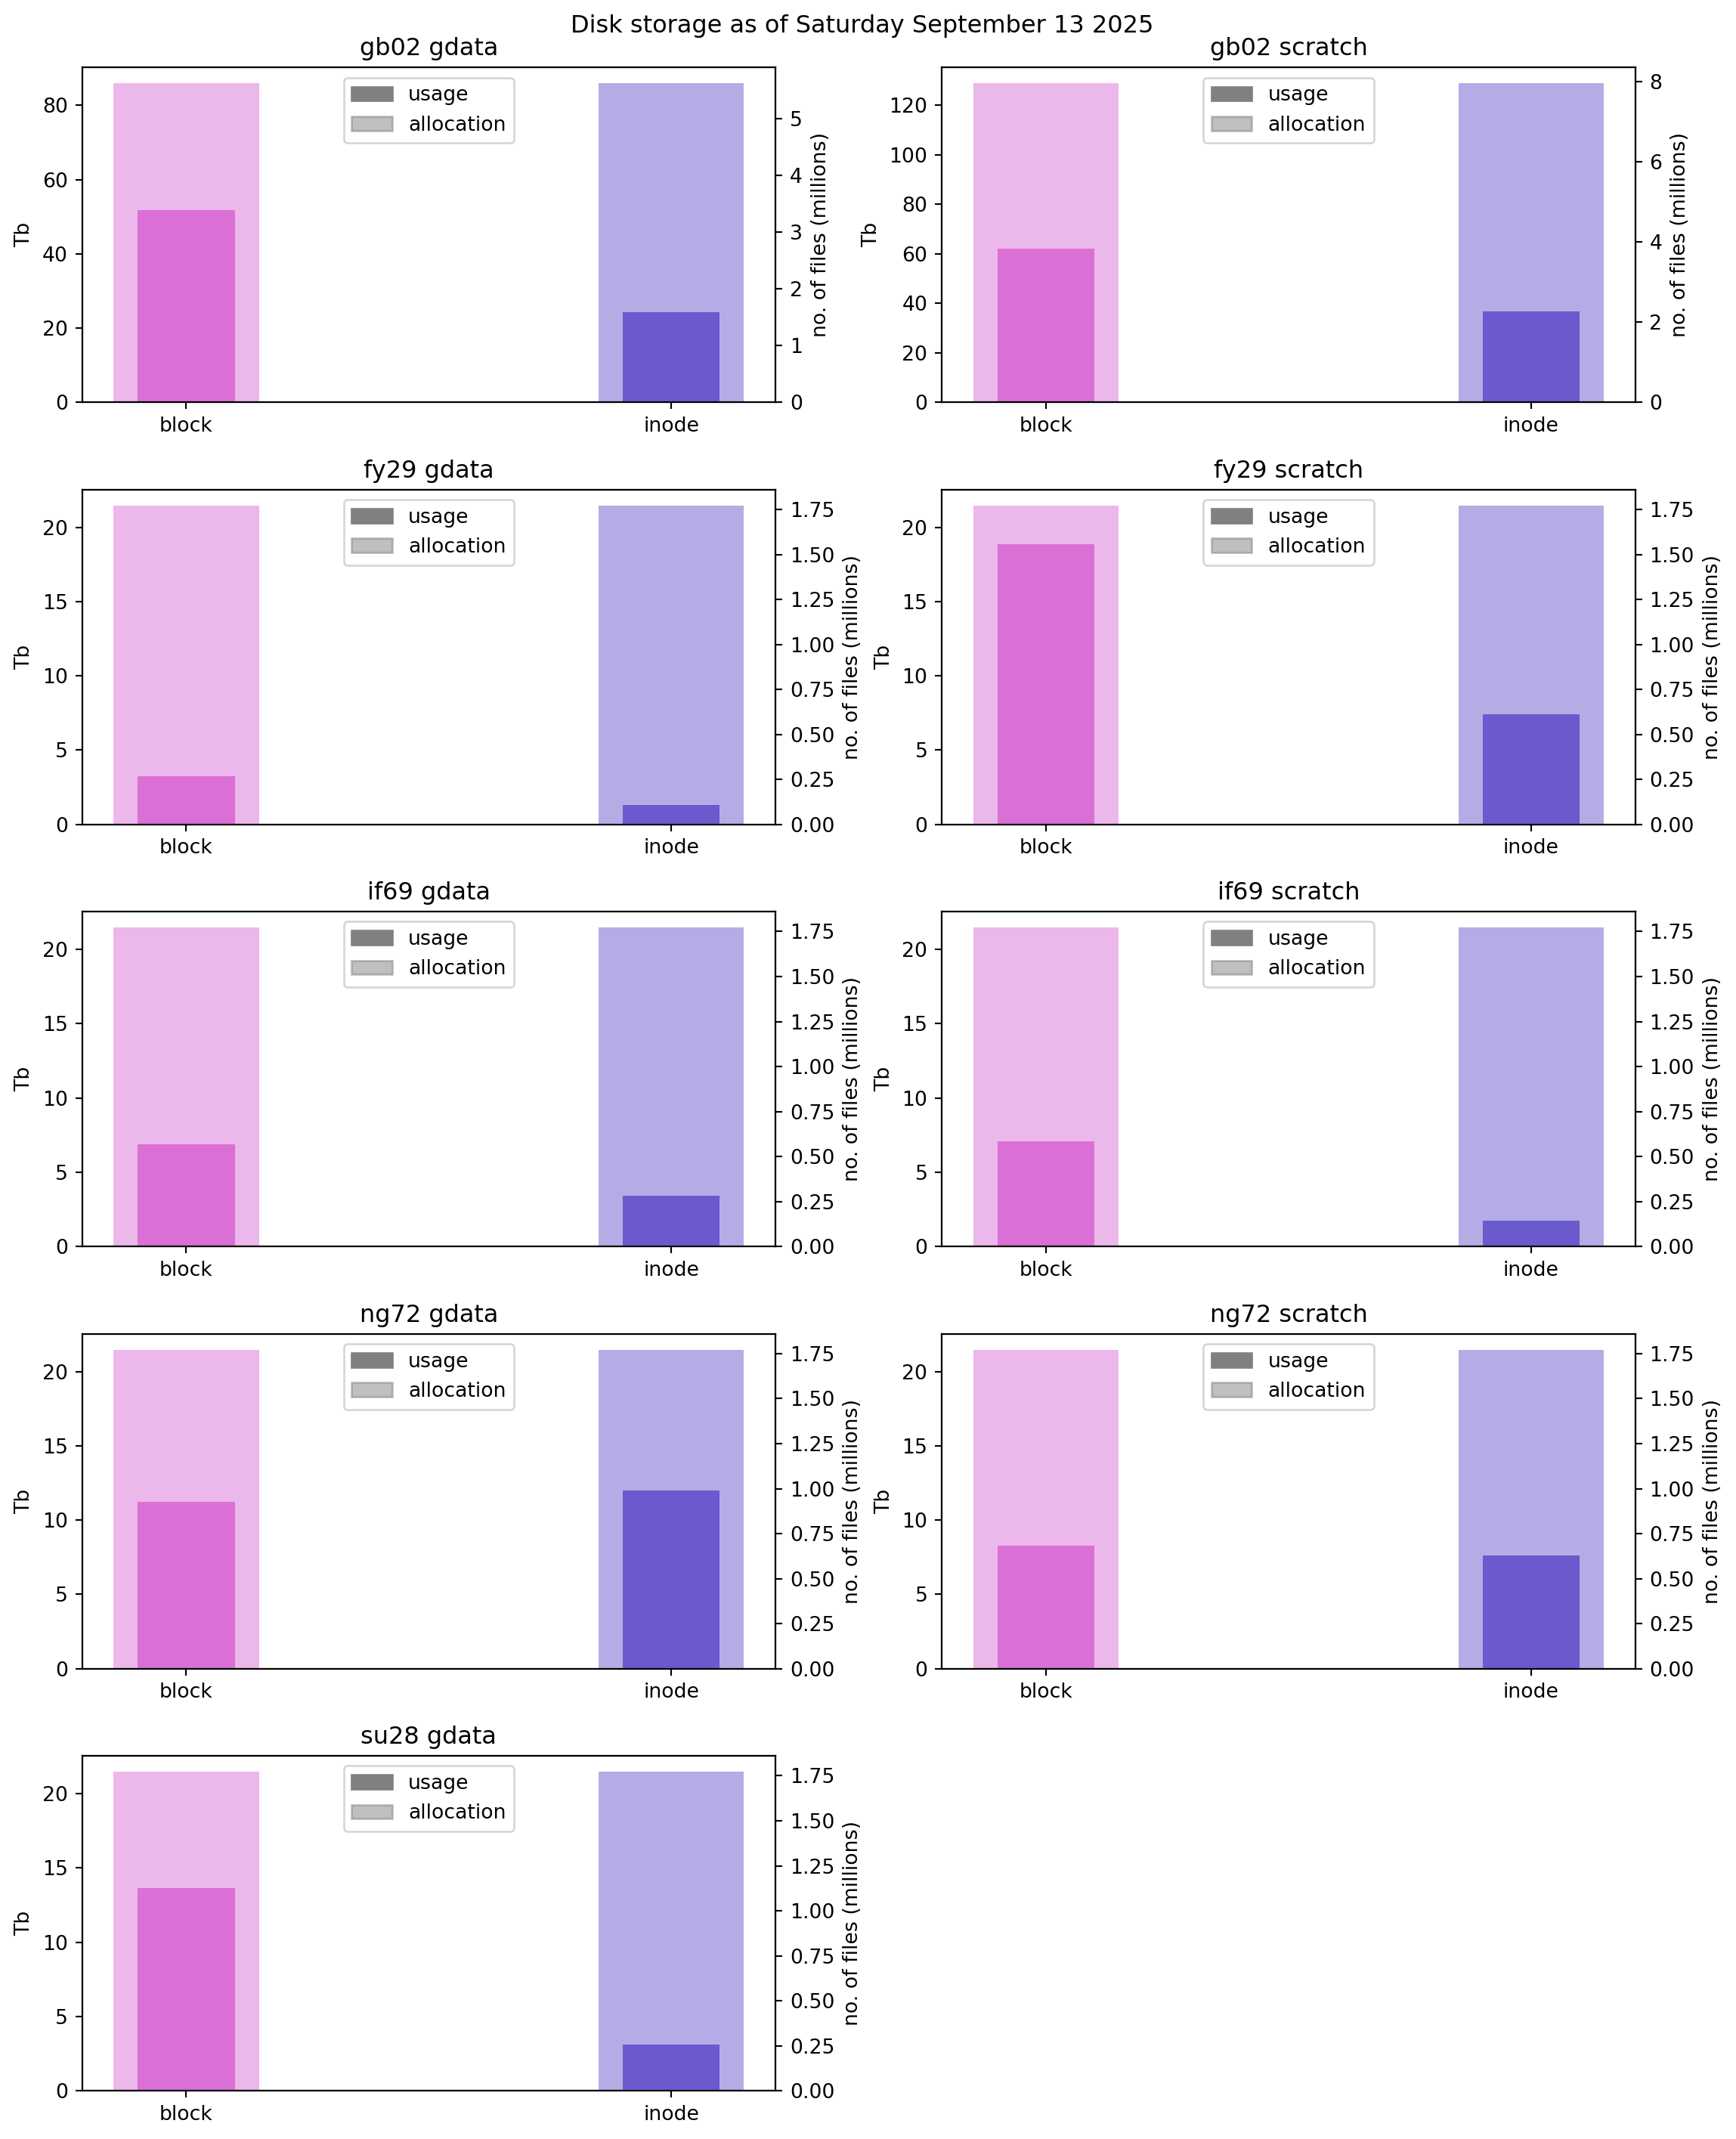 Disk storage as of Saturday September 13 2025
gb02 gdata
usage
allocation
80
60
40
20
0
Tb
5
4
3
2
1
0
no. of files (millions)
block
inode
gb02 scratch
usage
allocation
120
100
80
60
40
20
0
Tb
8
6
4
2
0
no. of files (millions)
block
inode
fy29 gdata
usage
allocation
20
15
10
5
0
Tb
1.75
1.50
1.25
1.00
0.75
0.50
0.25
0.00
no. of files (millions)
block
inode
fy29 scratch
usage
allocation
20
15
10
5
0
Tb
1.75
1.50
1.25
1.00
0.75
0.50
0.25
0.00
no. of files (millions)
block
inode
if69 gdata
usage
allocation
20
15
10
5
0
Tb
1.75
1.50
1.25
1.00
0.75
0.50
0.25
0.00
no. of files (millions)
block
inode
if69 scratch
usage
allocation
20
15
10
5
0
Tb
1.75
1.50
1.25
1.00
0.75
0.50
0.25
0.00
no. of files (millions)
block
inode
ng72 gdata
usage
allocation
20
15
10
5
0
Tb
1.75
1.50
1.25
1.00
0.75
0.50
0.25
0.00
no. of files (millions)
block
inode
ng72 scratch
usage
allocation
20
15
10
5
0
Tb
1.75
1.50
1.25
1.00
0.75
0.50
0.25
0.00
no. of files (millions)
block
inode
su28 gdata
usage
allocation
20
15
10
5
0
Tb
1.75
1.50
1.25
1.00
0.75
0.50
0.25
0.00
no. of files (millions)
block
inode